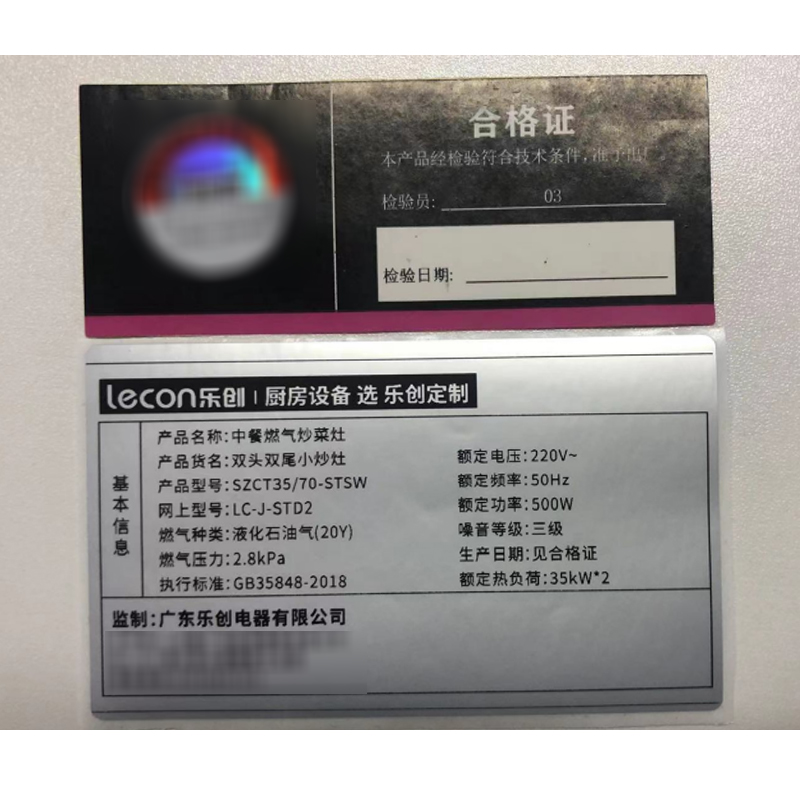 合格证
本产品经检验符合技术条件,准予出
检验员: 03
检验日期:
lecon乐创 | 厨房设备 选 乐创定制
基本信息
产品名称:中餐燃气炒菜灶
产品货名:双头双尾小炒灶
产品型号:SZCT35/70-STSW
网上型号:LC-J-STD2
燃气种类:液化石油气(20Y)
燃气压力:2.8kPa
执行标准:GB35848-2018
额定电压:220V~
额定频率:50Hz
额定功率:500W
噪音等级:三级
生产日期:见合格证
额定热负荷:35kW*2
监制:广东乐创电器有限公司